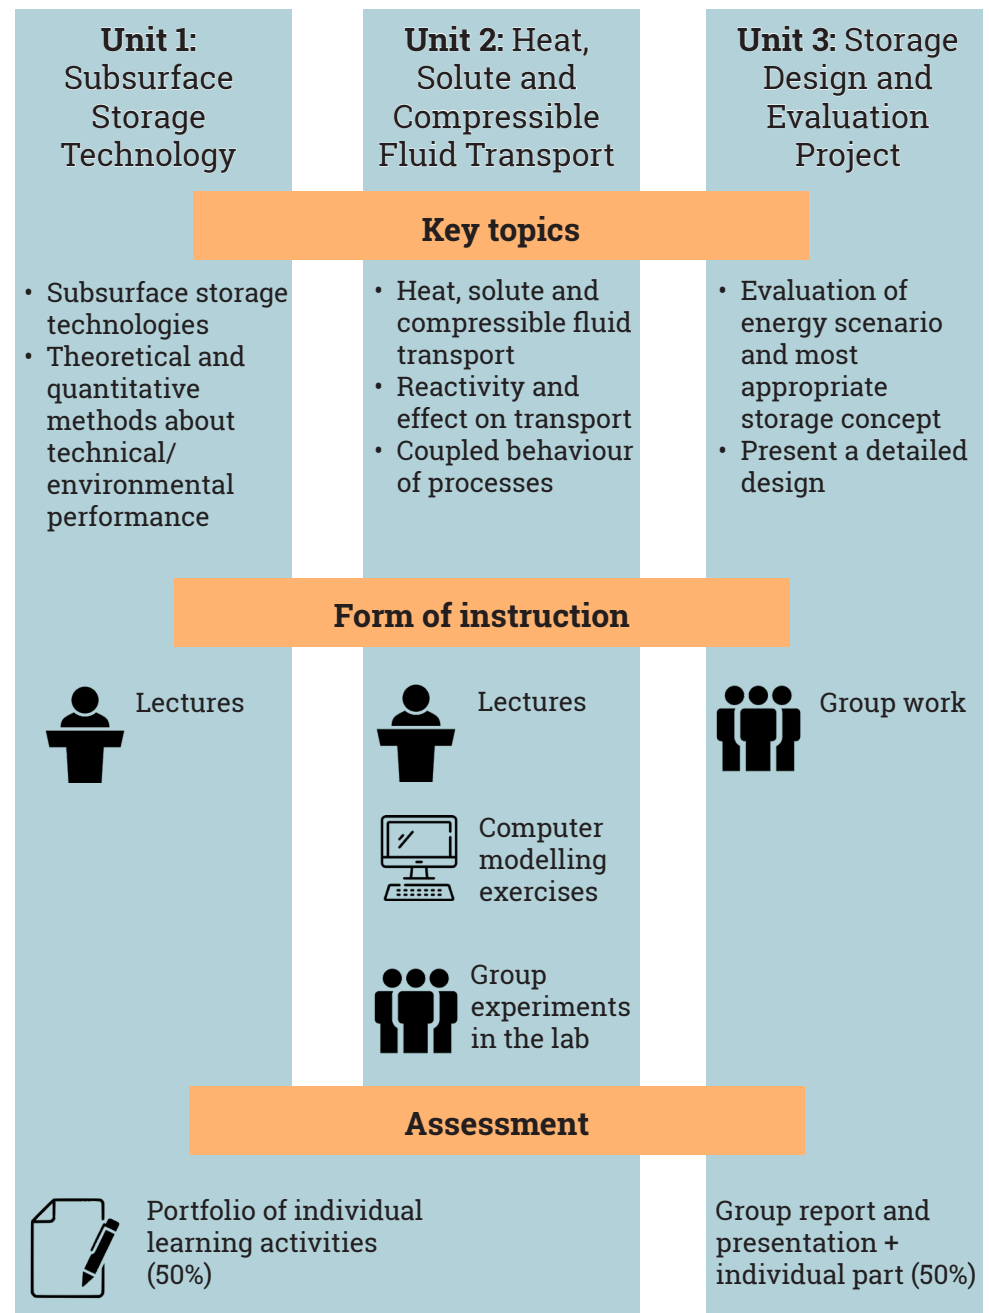 Unit 1:
Subsurface
Storage
Technology
Unit 2: Heat,
Solute and
Compressible
Fluid Transport
Unit 3: Storage
Design and
Evaluation
Project
Key topics
• Subsurface storage
technologies
• Theoretical and
quantitative
methods about
technical/
environmental
performance
• Heat, solute and
compressible fluid
transport
• Reactivity and
effect on transport
• Coupled behaviour
of processes
• Evaluation of
energy scenario
and most
appropriate
storage concept
• Present a detailed
design
Form of instruction
Lectures
Lectures
Computer
modelling
exercises
Group
experiments
in the lab
Group work
Assessment
Portfolio of individual
learning activities
(50%)
Group report and
presentation +
individual part (50%)